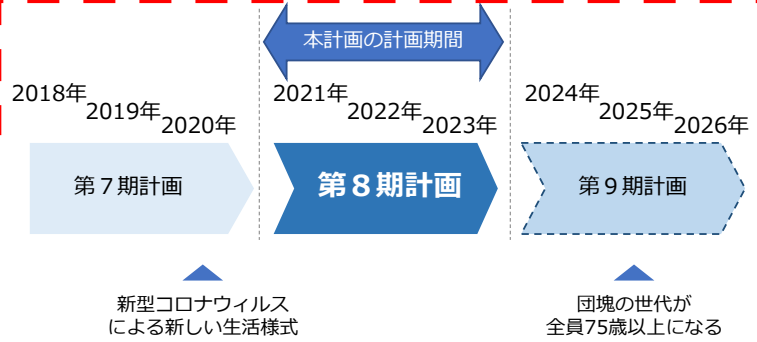 本計画の計画期間
2018年
2019年
2020年
2021年
2022年
2023年
2024年
2025年
2026年
第７期計画
第８期計画
第９期計画
新型コロナウィルス
による新しい生活様式
団塊の世代が
全員75歳以上になる